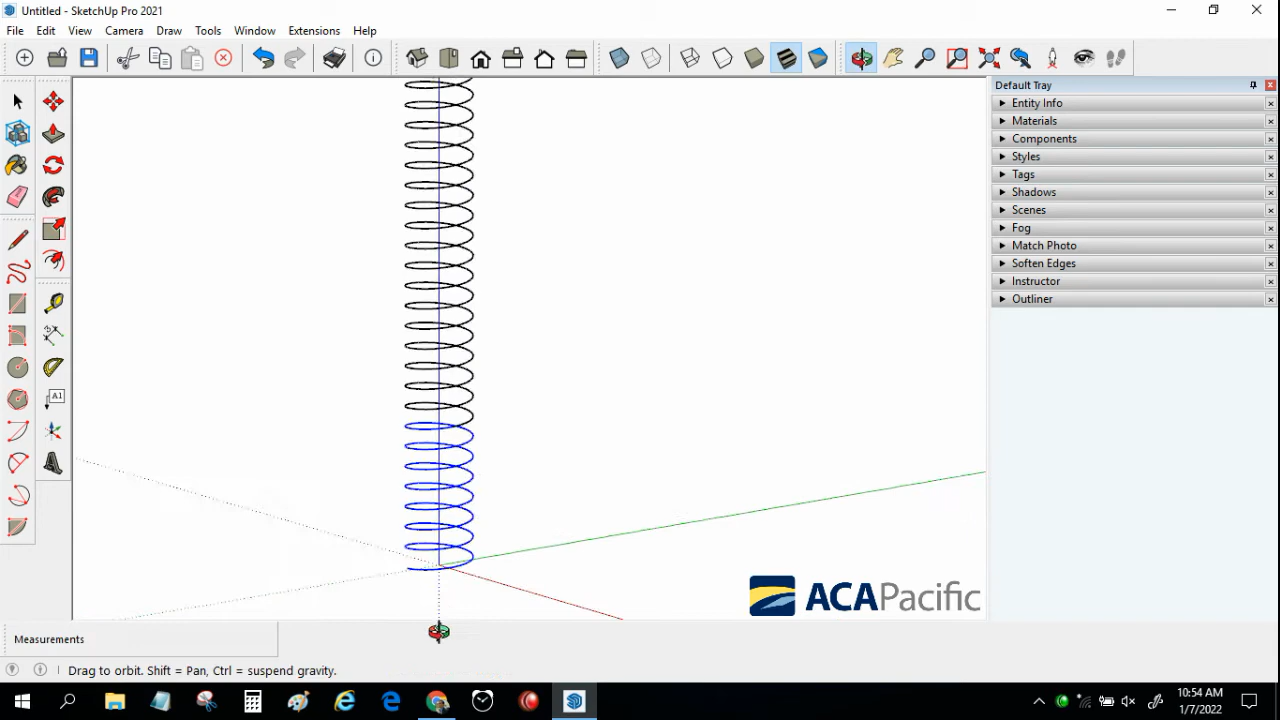 Untitled - SketchUp Pro 2021
File Edit View Camera Draw Tools Window Extensions Help
Default Tray
Entity Info
Materials
Components
Styles
Tags
Shadows
Scenes
Fog
Match Photo
Soften Edges
Instructor
Outliner
A1
ACAPacific
Measurements
Drag to orbit. Shift = Pan, Ctrl = suspend gravity.
10:54 AM
1/7/2022